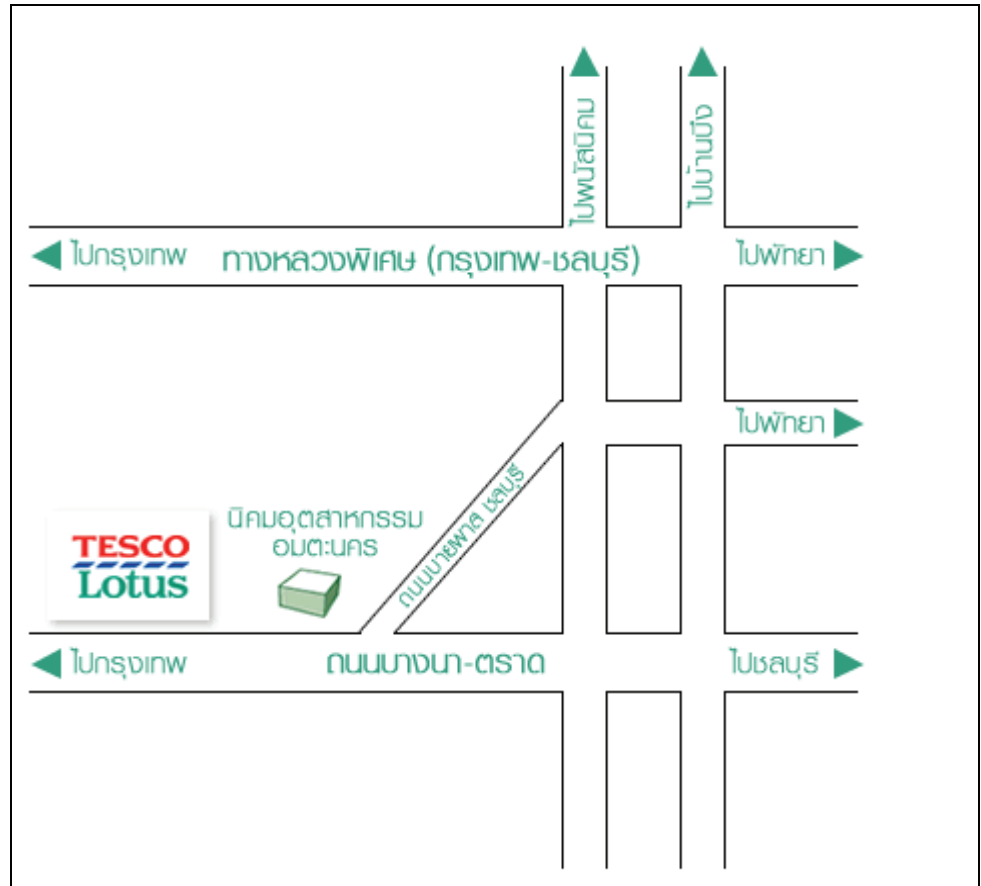 ไปพนัสนิคม
ไปบ้านบึง
ไปกรุงเทพ
ทางหลวงพิเศษ (กรุงเทพ-ชลบุรี)
ไปพัทยา
ไปพัทยา
ถนนบายพาส ชลบุรี
นิคมอุตสาหกรรม
อมตะนคร
TESCO
Lotus
ไปกรุงเทพ
ถนนบางนา-ตราด
ไปชลบุรี